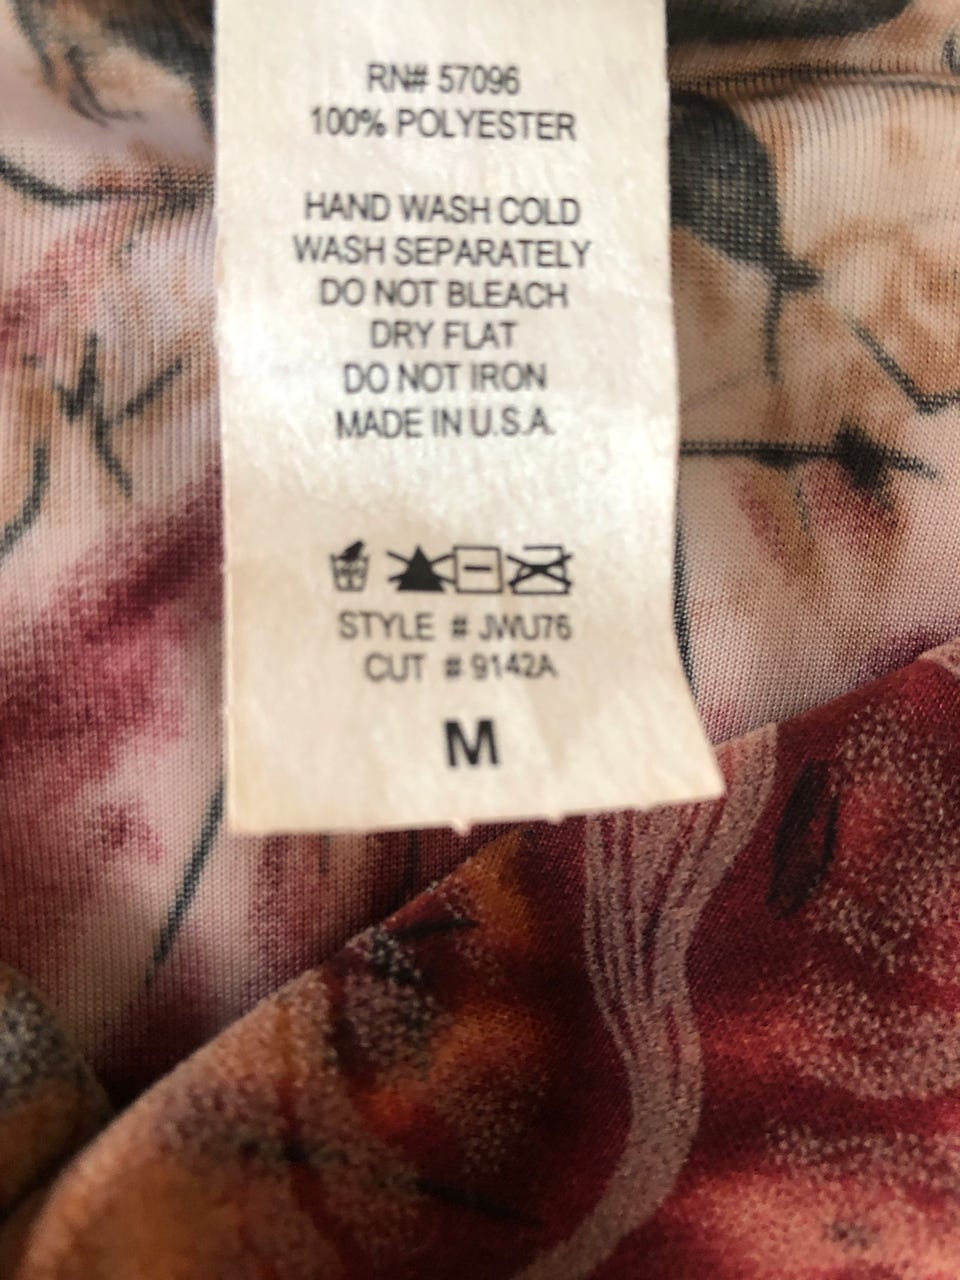 RN# 57096
100% POLYESTER
HAND WASH COLD
WASH SEPARATELY
DO NOT BLEACH
DRY FLAT
DO NOT IRON
MADE IN U.S.A.
STYLE # JWU76
CUT # 9142A
M